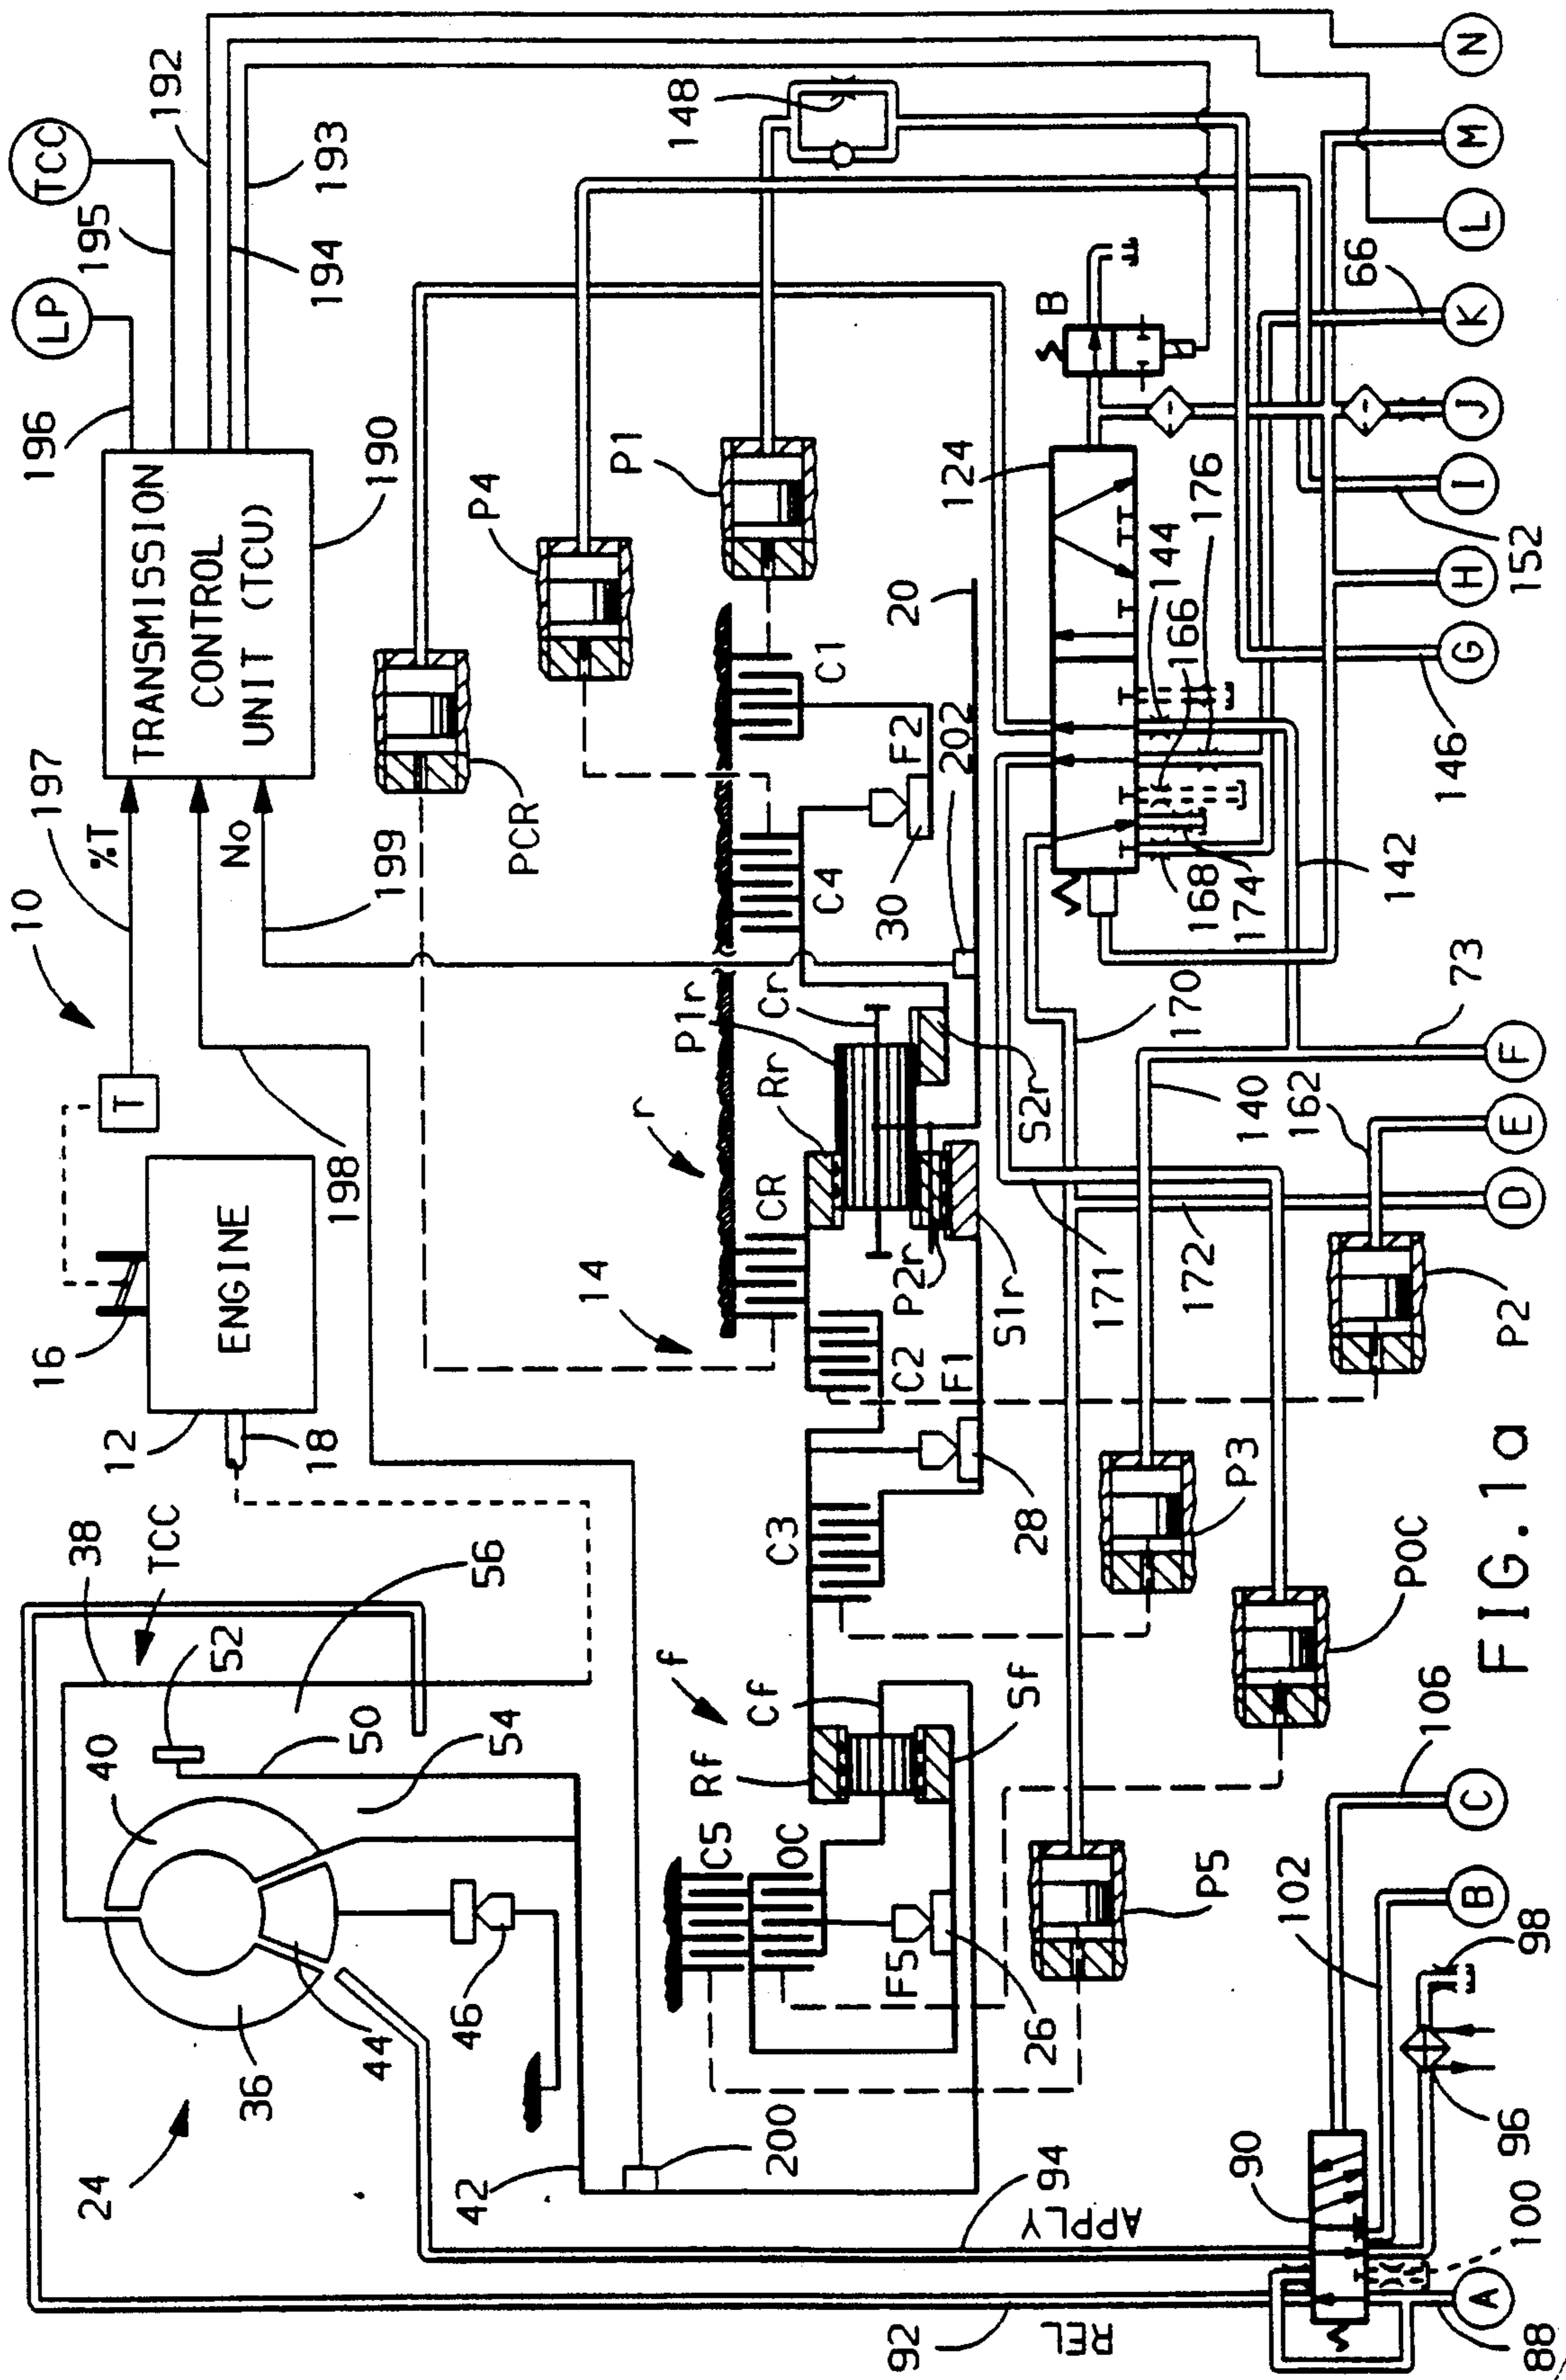 24
36
40
44
46
38
TCC
52
50
54
56
42
200
12
18
16
ENGINE
T
10
197
%T
198
No
199
TRANSMISSION
CONTROL
UNIT (TCU)
190
196
LP
195
TCC
192
194
193
148
P4
P1
PCR
r
14
f
C5
OC
F5
26
Rf
Cf
Sf
C3
28
C2
F1
CR
Rr
P1r
Cr
P2r
S1r
S2r
C4
30
F2
C1
20
202
124
B
144
166
176
168
174
142
170
171
172
140
162
73
P5
P3
POC
P2
92
REL
94
APPLY
90
88
100
96
98
102
106
146
152
66
A
B
C
D
E
F
G
H
I
J
K
L
M
N
FIG. 1a